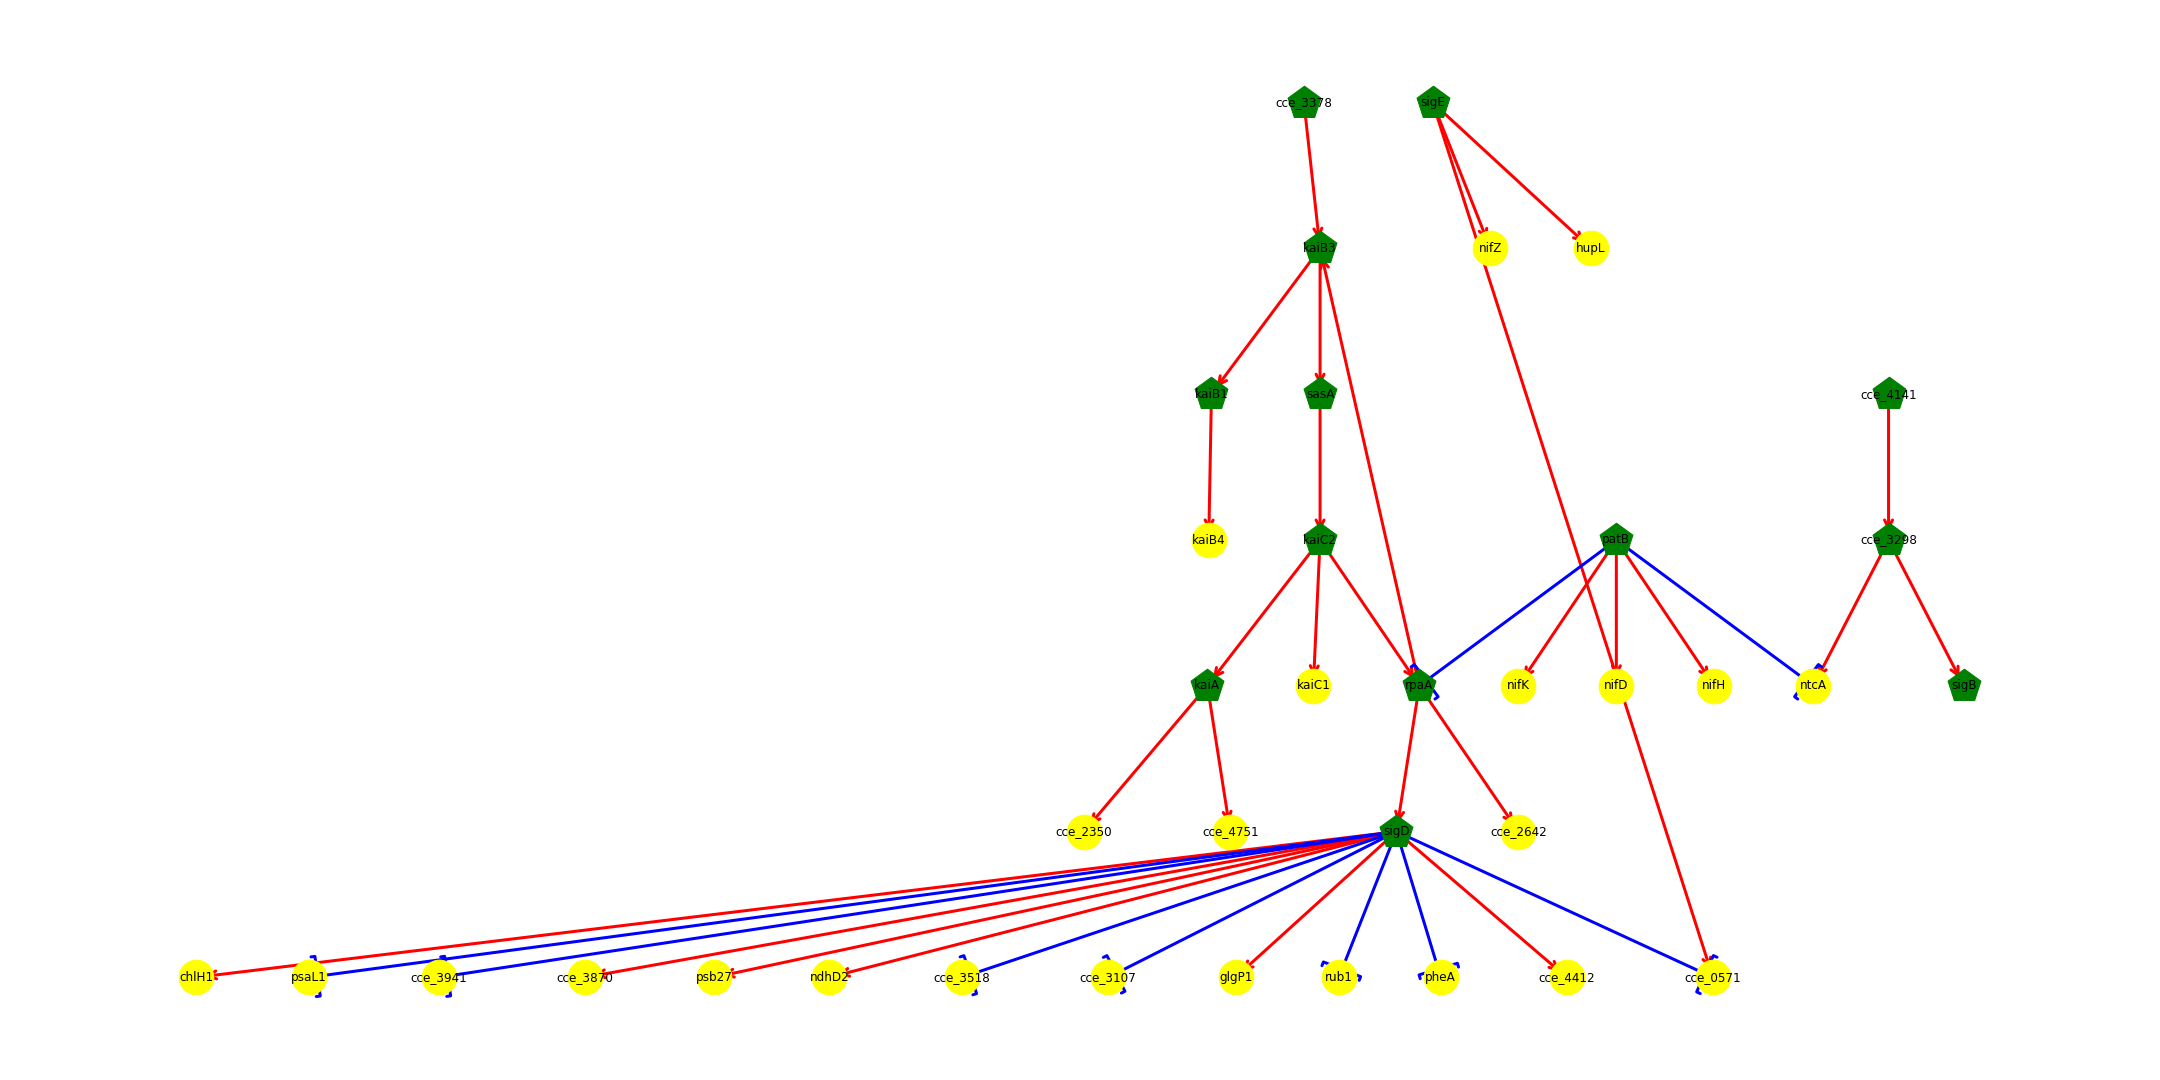 cce_3378
sigE
kaiB3
nifZ
hupL
kaiB1
sasA
cce_4141
kaiB4
kaiC2
patB
cce_3298
kaiA
kaiC1
rpaA
nifK
nifD
nifH
ntcA
sigB
cce_2350
cce_4751
sigD
cce_2642
chlH1
psaL1
cce_3941
cce_3870
psb27
ndhD2
cce_3518
cce_3107
glgP1
rub1
pheA
cce_4412
cce_0571